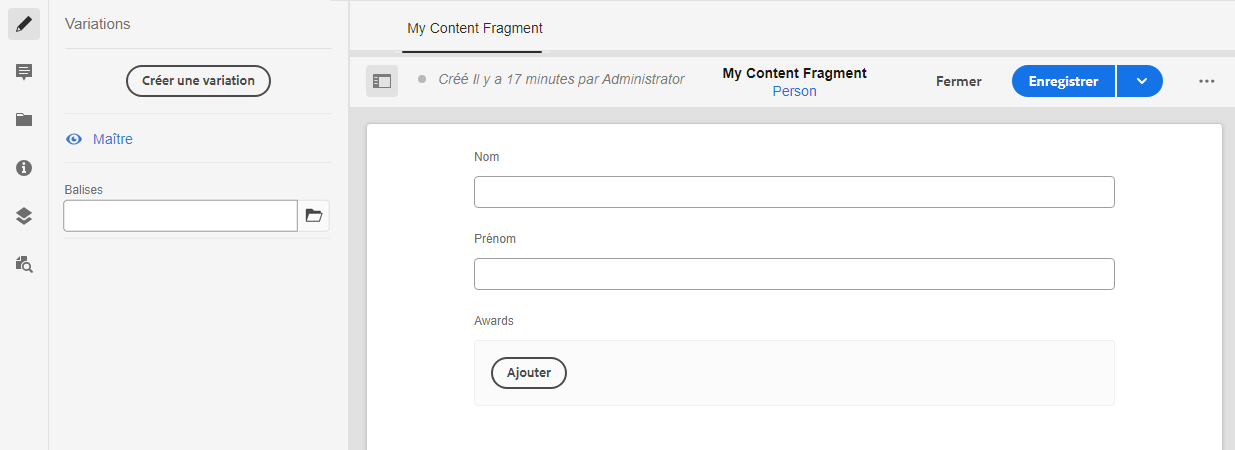 Variations
Créer une variation
Maître
Balises
My Content Fragment
Créé Il y a 17 minutes par Administrator
My Content Fragment
Person
Fermer
Enregistrer
Nom
Prénom
Awards
Ajouter